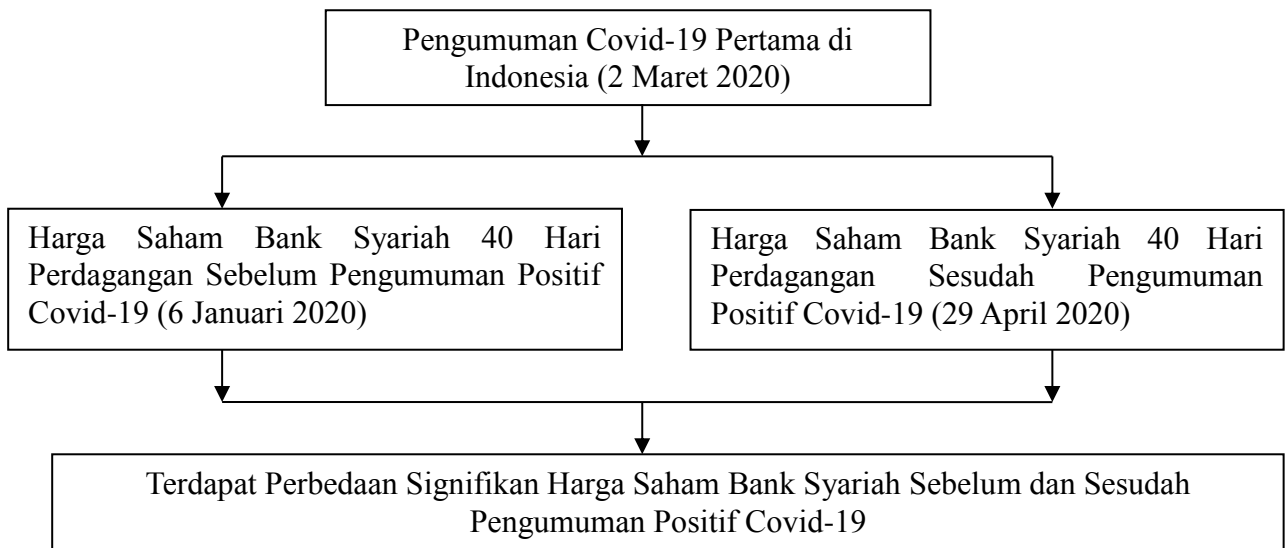 Pengumuman Covid-19 Pertama di
Indonesia (2 Maret 2020)
Harga Saham Bank Syariah 40 Hari
Perdagangan Sebelum Pengumuman Positif
Covid-19 (6 Januari 2020)
Harga Saham Bank Syariah 40 Hari
Perdagangan Sesudah Pengumuman
Positif Covid-19 (29 April 2020)
Terdapat Perbedaan Signifikan Harga Saham Bank Syariah Sebelum dan Sesudah
Pengumuman Positif Covid-19